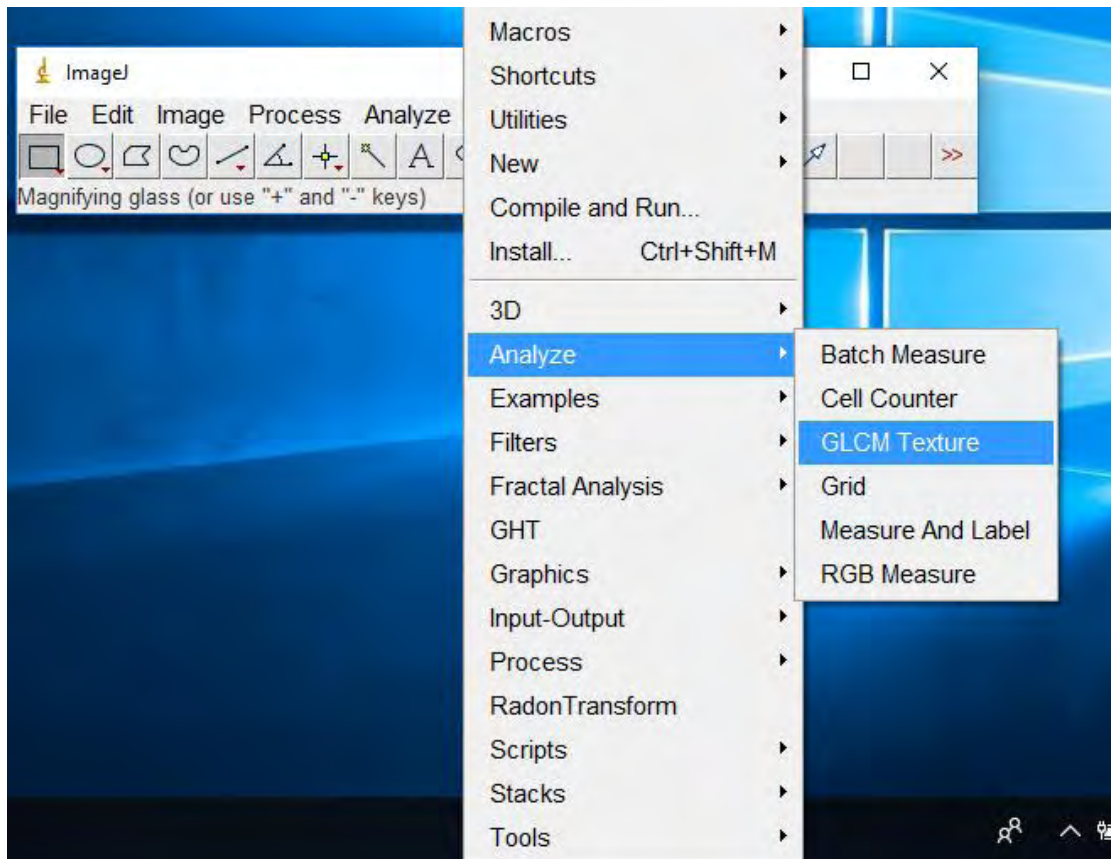 ImageJ
File Edit Image Process Analyze
A
>>
Magnifying glass (or use "+" and "-" keys)
Macros
Shortcuts
Utilities
New
Compile and Run...
Install... Ctrl+Shift+M
3D
Analyze
Examples
Filters
Fractal Analysis
GHT
Graphics
Input-Output
Process
RadonTransform
Scripts
Stacks
Tools
Batch Measure
Cell Counter
GLCM Texture
Grid
Measure And Label
RGB Measure